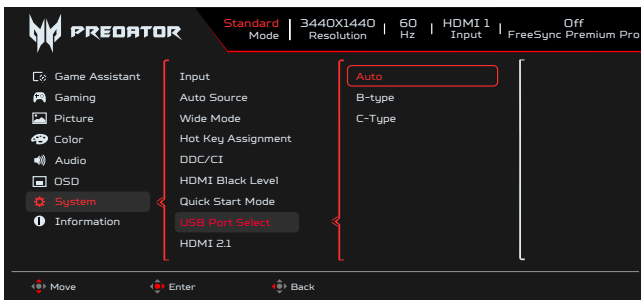 PREDATOR
Standard Mode
3440X1440 Resolution
60 Hz
HDMI 1 Input
Off FreeSync Premium Pro
Game Assistant
Gaming
Picture
Color
Audio
OSD
System
Information
Input
Auto Source
Wide Mode
Hot Key Assignment
DDC/CI
HDMI Black Level
Quick Start Mode
USB Port Select
HDMI 2.1
Auto
B-type
C-Type
Move
Enter
Back